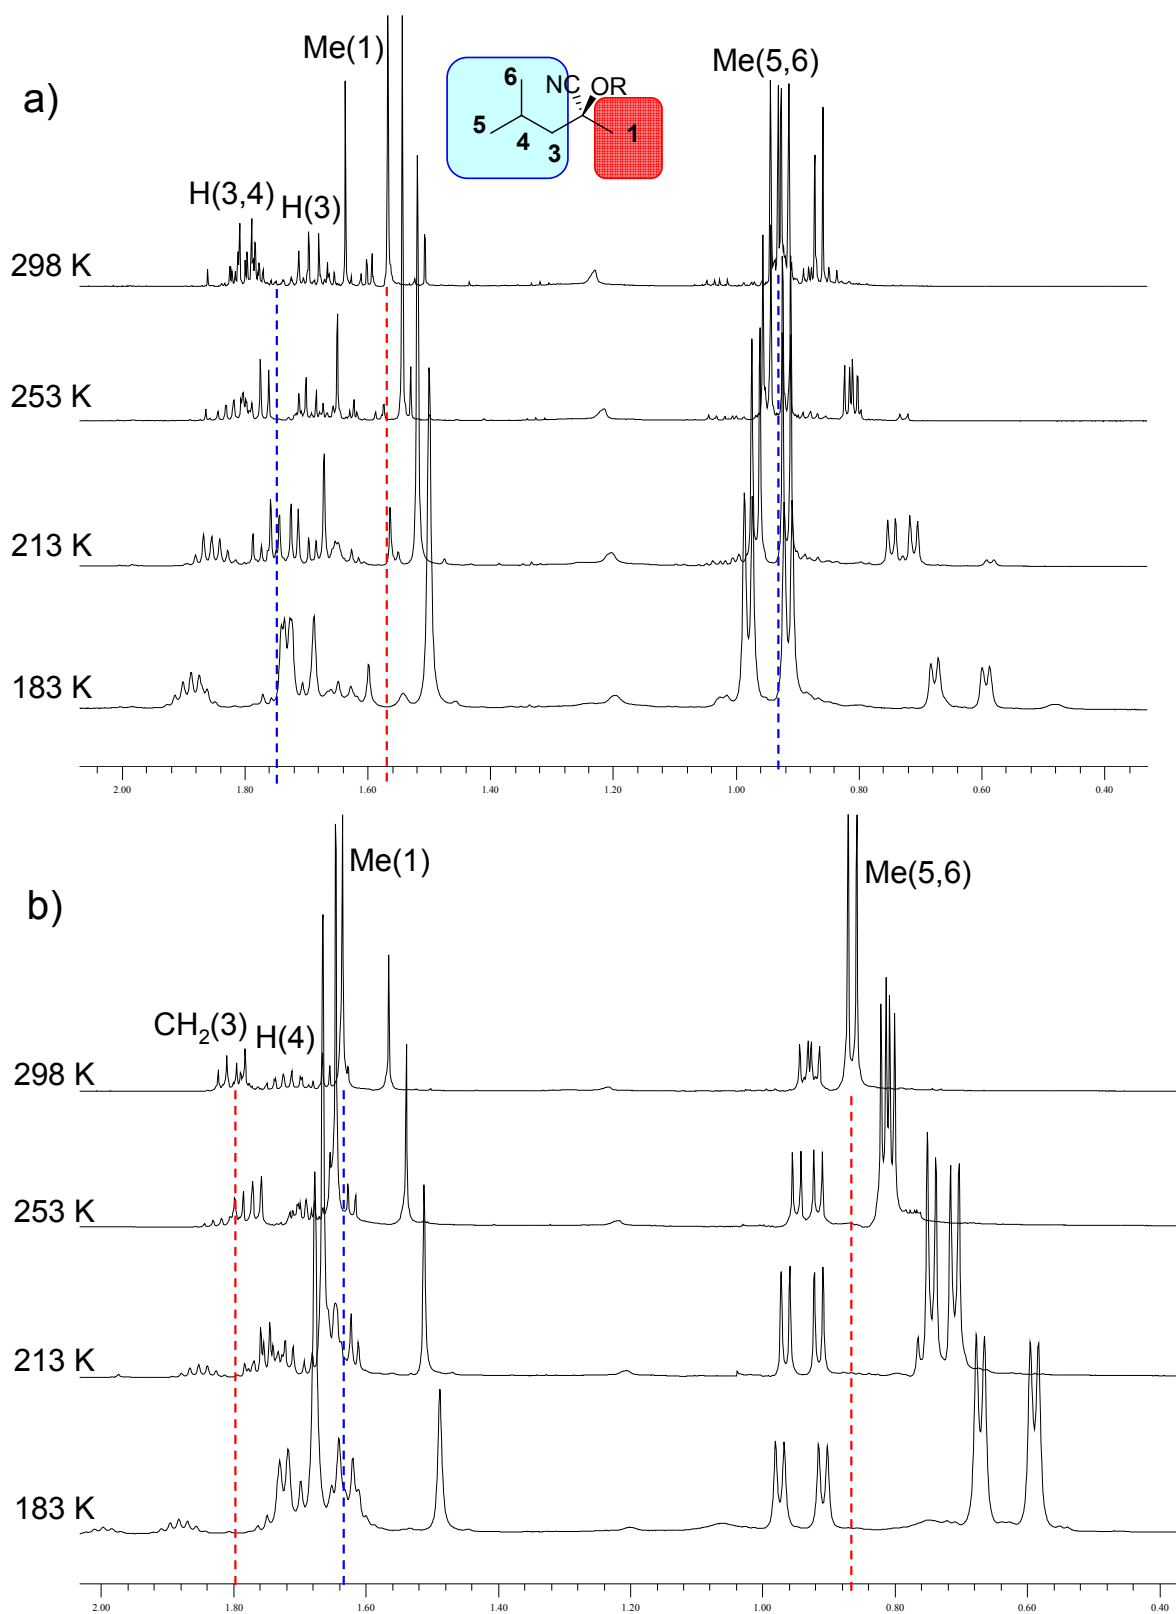 a)
Me(1)
Me(5,6)
6
NC
OR
5
4
3
1
H(3,4)
H(3)
298 K
253 K
213 K
183 K
2.00 1.80 1.60 1.40 1.20 1.00 0.80 0.60 0.40
b)
Me(1)
Me(5,6)
CH2(3)
H(4)
298 K
253 K
213 K
183 K
2.00 1.80 1.60 1.40 1.20 1.00 0.80 0.60 0.40